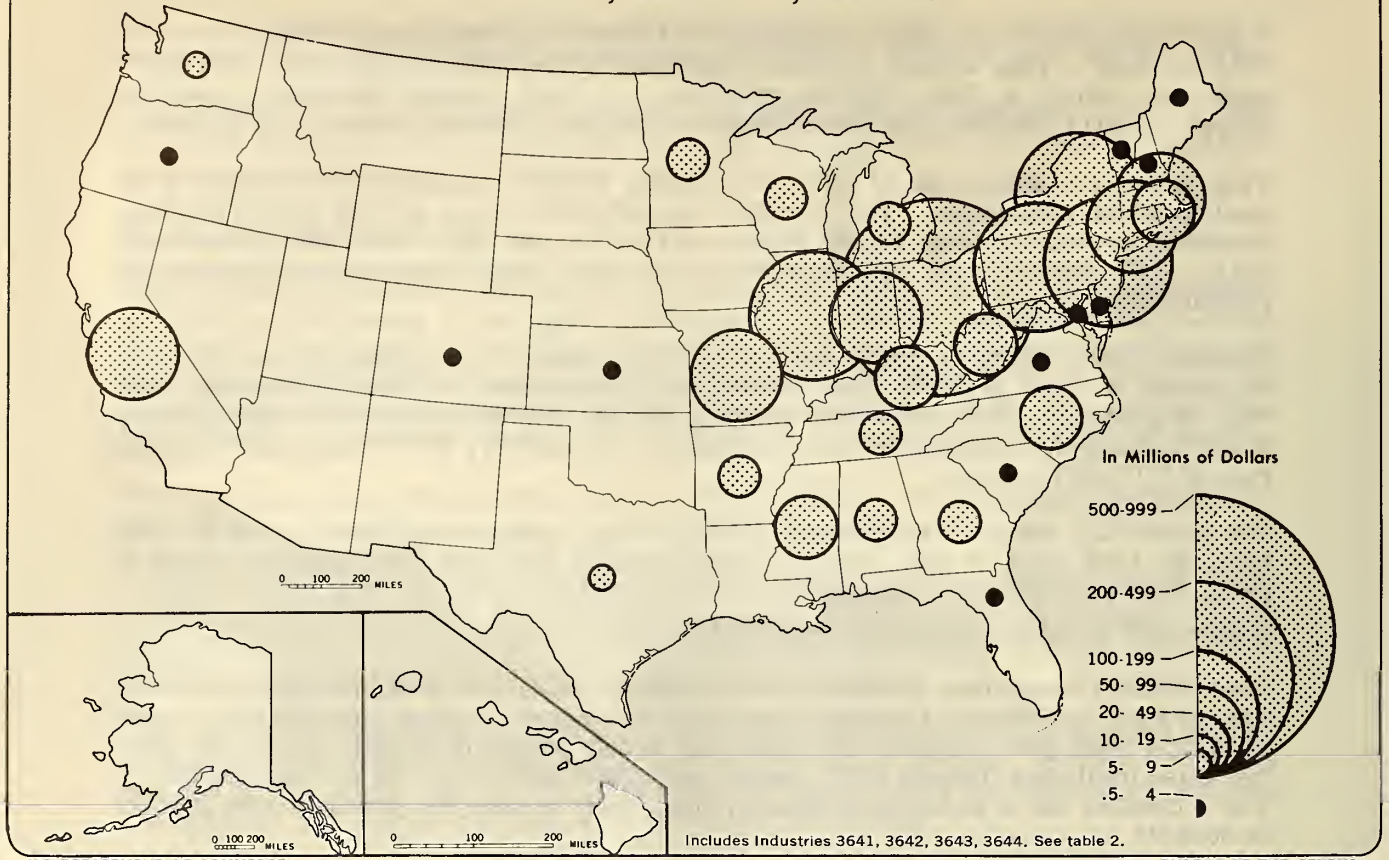 In Millions of Dollars
500-999
200-499
100-199
50- 99
20- 49
10- 19
5- 9
.5- 4
0 100 200 MILES
0 100 200 MILES
0 100 200 MILES
Includes Industries 3641, 3642, 3643, 3644. See table 2.